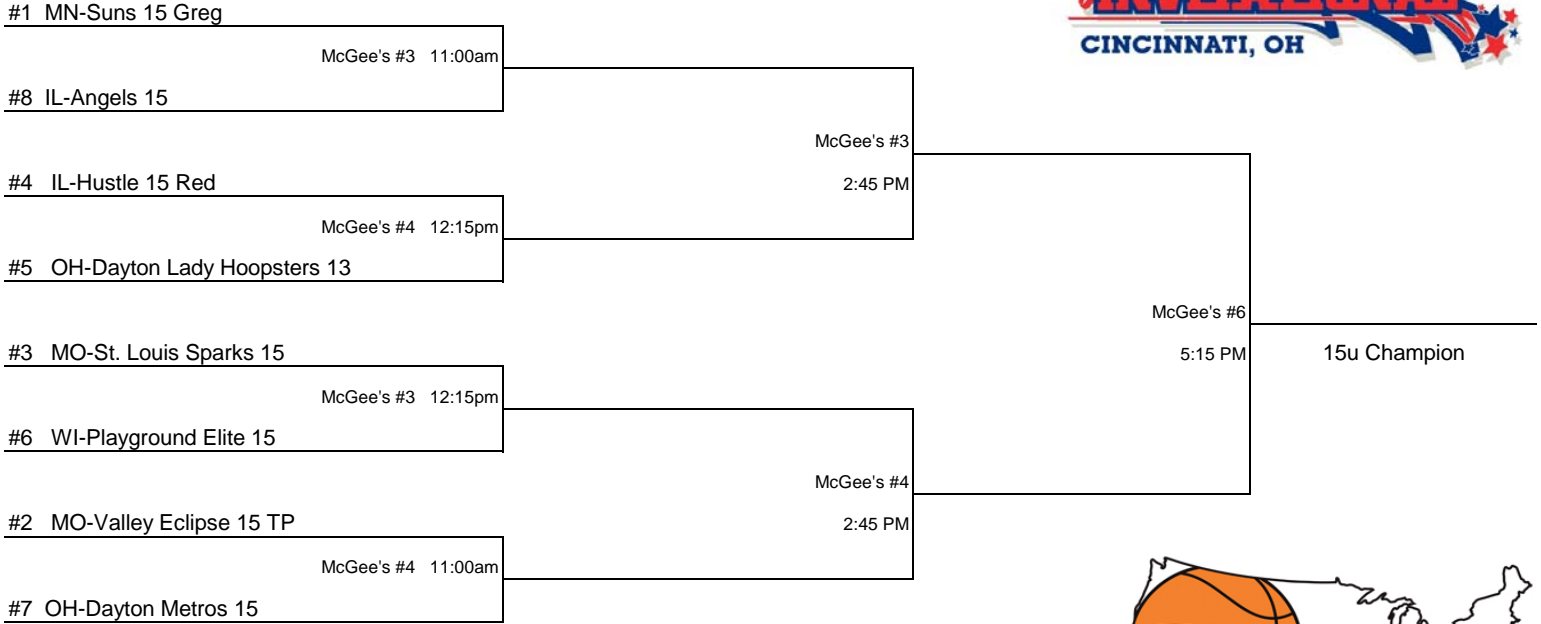 #1 MN-Suns 15 Greg
CINCINNATI, OH
McGee's #3 11:00am
#8 IL-Angels 15
McGee's #3
#4 IL-Hustle 15 Red
2:45 PM
McGee's #4 12:15pm
#5 OH-Dayton Lady Hoopsters 13
McGee's #6
#3 MO-St. Louis Sparks 15
5:15 PM
15u Champion
McGee's #3 12:15pm
#6 WI-Playground Elite 15
McGee's #4
#2 MO-Valley Eclipse 15 TP
2:45 PM
McGee's #4 11:00am
#7 OH-Dayton Metros 15